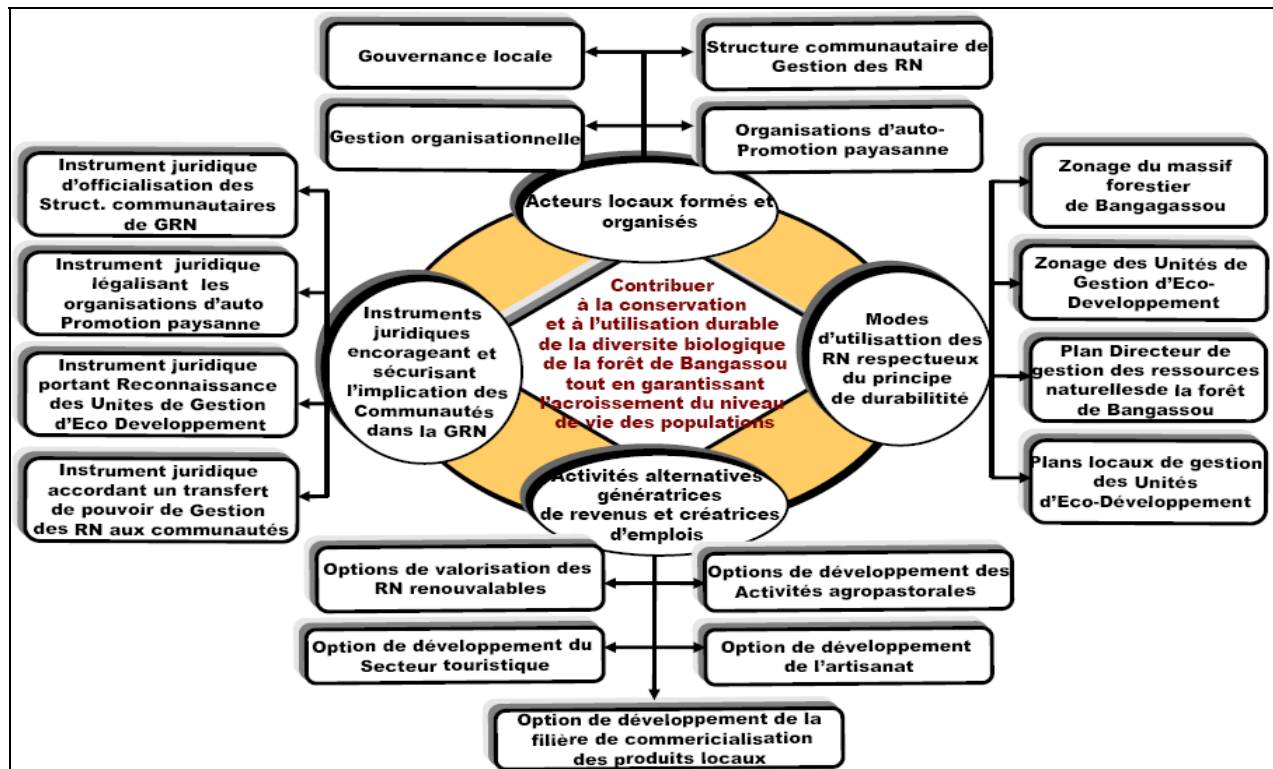 Gouvernance locale
Structure communautaire de
Gestion des RN
Gestion organisationnelle
Organisations d'auto-
Promotion payasanne
Acteurs locaux formés et
organisés
Instrument juridique
d'officialisation des
Struct. communautaires
de GRN
Instrument juridique
légalisant les
organisations d'auto
Promotion paysanne
Instrument juridique
portant Reconnaissance
des Unites de Gestion
d'Eco Developpement
Instrument juridique
accordant un transfert
de pouvoir de Gestion
des RN aux communautés
Instruments
juridiques
encorageant et
sécurisant
l'implication des
Communautés
dans la GRN
Contribuer
à la conservation
et à l'utilisation durable
de la diversite biologique
de la forêt de Bangassou
tout en garantissant
l'acroissement du niveau
de vie des populations
Modes
d'utilisattion des
RN respectueux
du principe
de durabilitité
Zonage du massif
forestier
de Bangagassou
Zonage des Unités de
Gestion d'Eco-
Developpement
Plan Directeur de
gestion des ressources
naturellesde la forêt
de Bangassou
Plans locaux de gestion
des Unités
d'Eco-Développement
Activités alternatives
génératrices
de revenus et créatrices
d'emplois
Options de valorisation des
RN renouvalables
Options de développement des
Activités agropastorales
Option de développement du
Secteur touristique
Option de développement
de l'artisanat
Option de développement de la
filière de commericialisation
des produits locaux